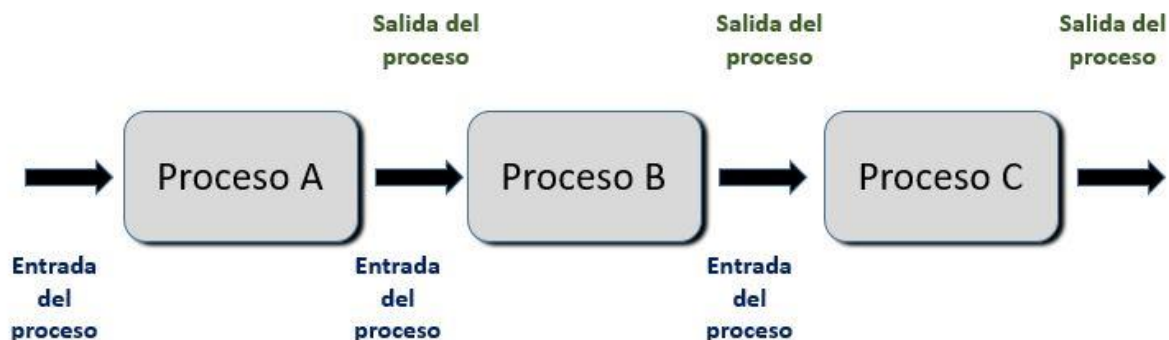 Salida del
proceso
Salida del
proceso
Salida del
proceso
Proceso A
Proceso B
Proceso C
Entrada
del
proceso
Entrada
del
proceso
Entrada
del
proceso